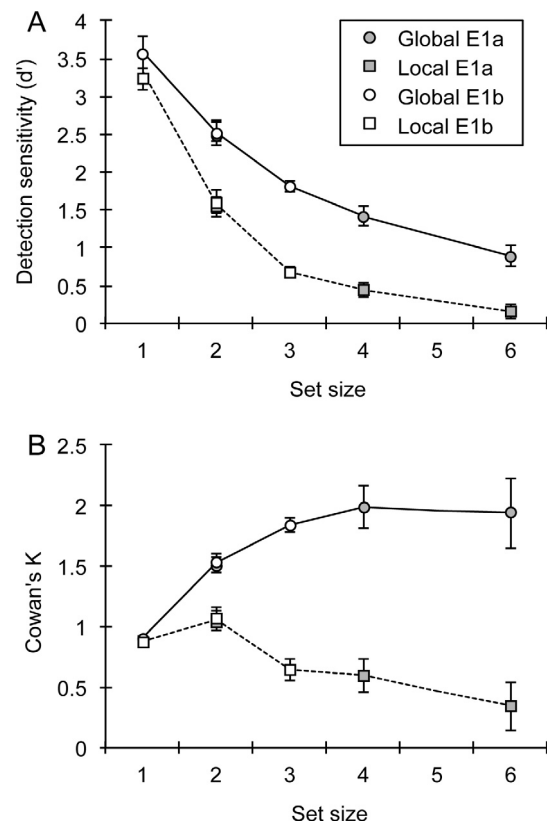 A
Detection sensitivity (d')
4
3.5
3
2.5
2
1.5
1
0.5
0
Global E1a
Local E1a
Global E1b
Local E1b
1 2 3 4 5 6
Set size
B
Cowan's K
2.5
2
1.5
1
0.5
0
1 2 3 4 5 6
Set size